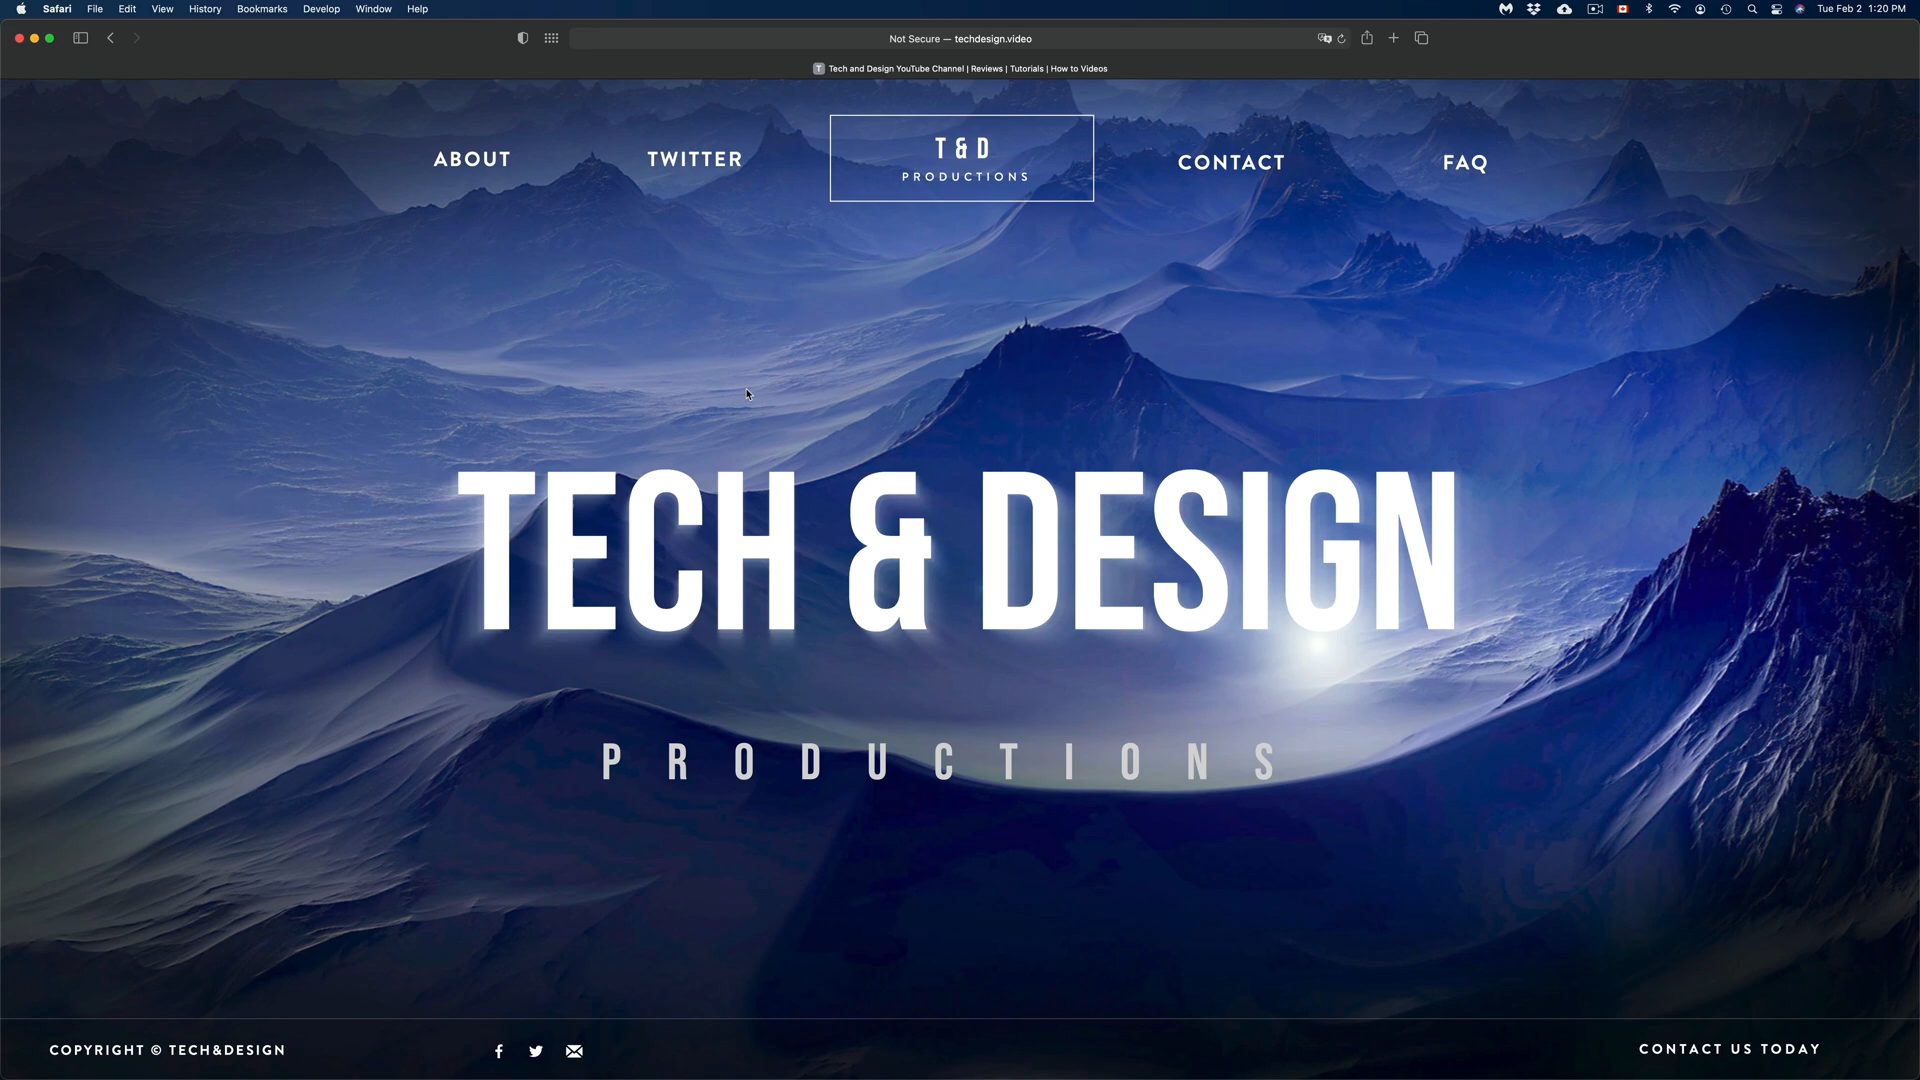 Safari File Edit View History Bookmarks Develop Window Help Tue Feb 2 1:20 PM
Not Secure — techdesign.video
T Tech and Design YouTube Channel | Reviews | Tutorials | How to Videos
ABOUT TWITTER
T & D
PRODUCTIONS
CONTACT FAQ
TECH & DESIGN
PRODUCTIONS
COPYRIGHT © TECH&DESIGN CONTACT US TODAY